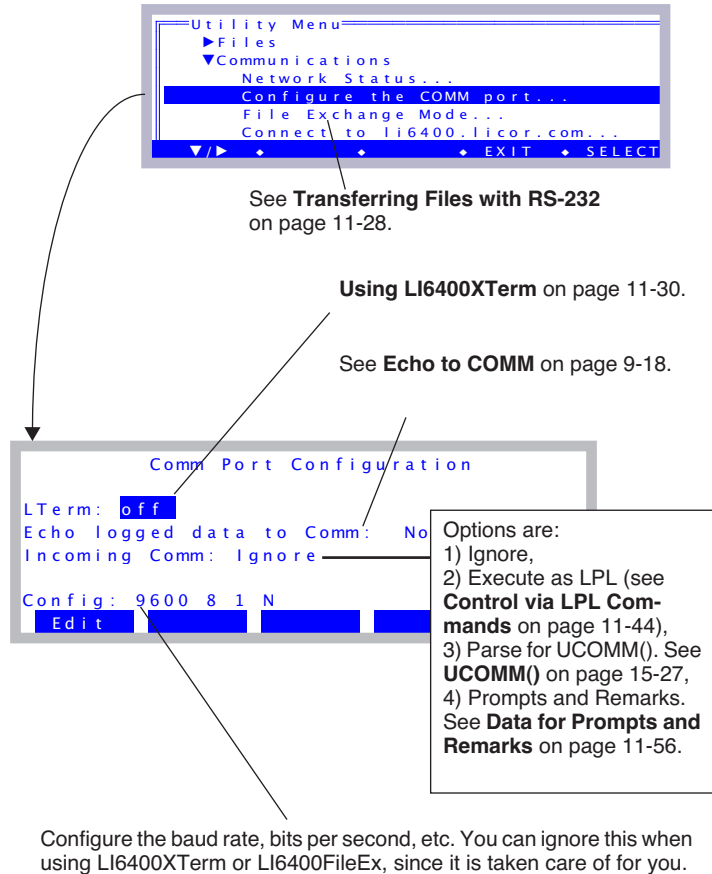 Utility Menu
▶Files
▼Communications
Network Status...
Configure the COMM port...
File Exchange Mode...
Connect to li6400.licor.com...
▼/▶ ◆ ◆ ◆ EXIT ◆ SELECT
See Transferring Files with RS-232
on page 11-28.
Using LI6400XTerm on page 11-30.
See Echo to COMM on page 9-18.
Comm Port Configuration
LTerm: off
Echo logged data to Comm: No
Incoming Comm: Ignore
Config: 9600 8 1 N
Edit
Options are:
1) Ignore,
2) Execute as LPL (see
Control via LPL Com-
mands on page 11-44),
3) Parse for UCOMM(). See
UCOMM() on page 15-27,
4) Prompts and Remarks.
See Data for Prompts and
Remarks on page 11-56.
Configure the baud rate, bits per second, etc. You can ignore this when
using LI6400XTerm or LI6400FileEx, since it is taken care of for you.